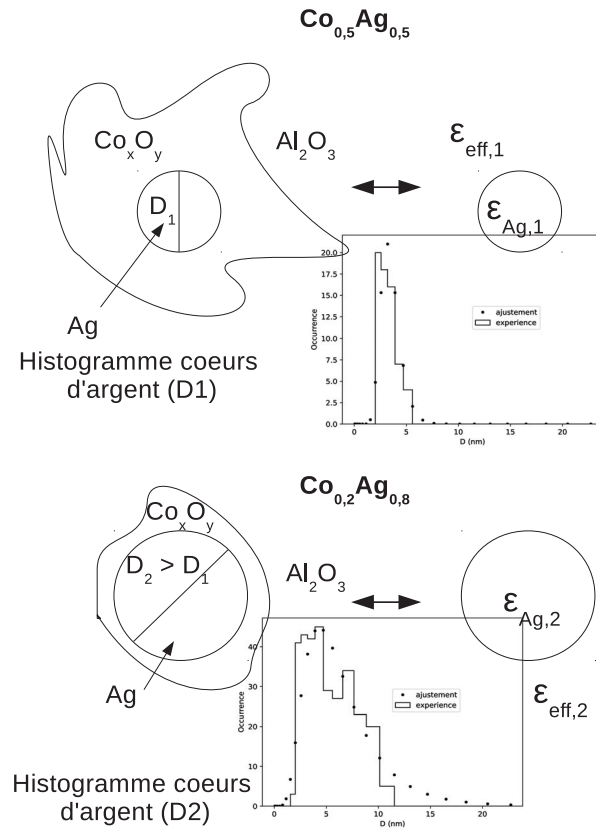 Co0,5Ag0,5
CoxOy
Al2O3
εeff,1
D1
εAg,1
Ag
Histogramme coeurs
d'argent (D1)
Occurrence
20.0
17.5
15.0
12.5
10.0
7.5
5.0
2.5
0.0
ajustement
experience
0 5 10 15 20
D (nm)
Co0,2Ag0,8
CoxOy
D2 > D1
Al2O3
εAg,2
Ag
εeff,2
Histogramme coeurs
d'argent (D2)
Occurrence
40
30
20
10
0
ajustement
experience
0 5 10 15 20
D (nm)